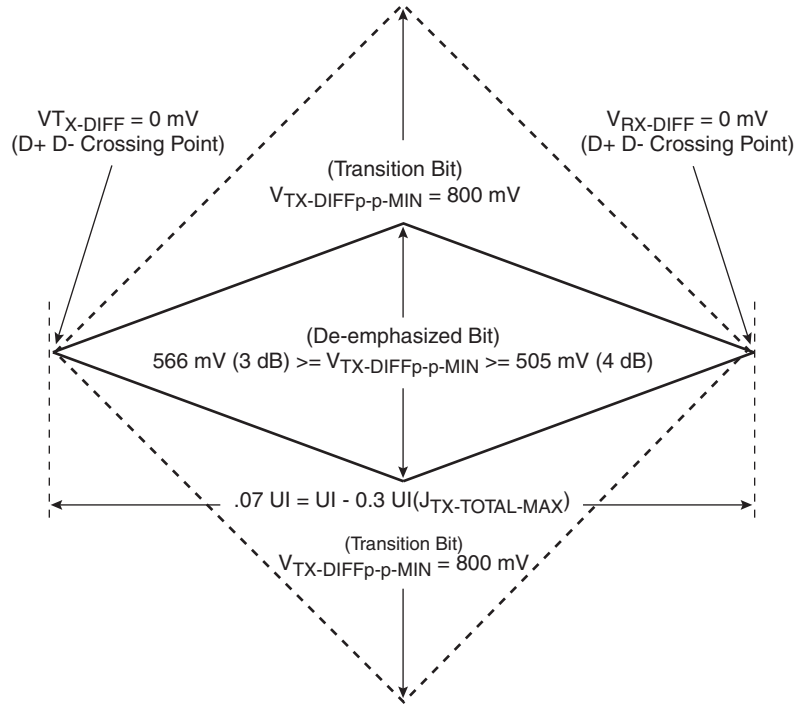 VTX-DIFF = 0 mV
(D+ D- Crossing Point)
VRX-DIFF = 0 mV
(D+ D- Crossing Point)
(Transition Bit)
VTX-DIFFp-p-MIN = 800 mV
(De-emphasized Bit)
566 mV (3 dB) >= VTX-DIFFp-p-MIN >= 505 mV (4 dB)
.07 UI = UI - 0.3 UI(JTX-TOTAL-MAX)
(Transition Bit)
VTX-DIFFp-p-MIN = 800 mV